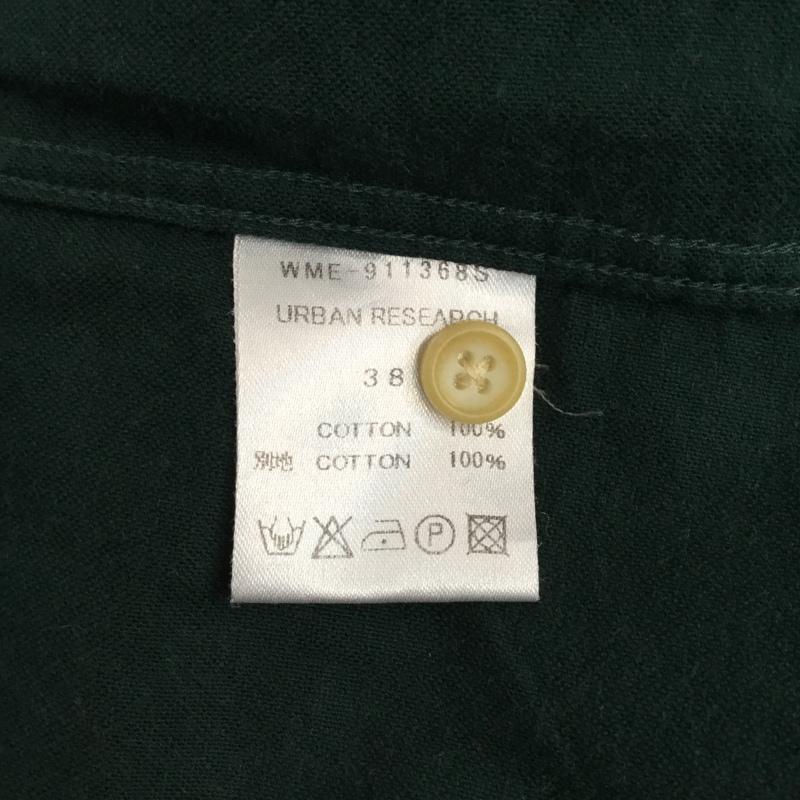 WME-911368S
URBAN RESEARCH
38
COTTON 100%
別地 COTTON 100%
P